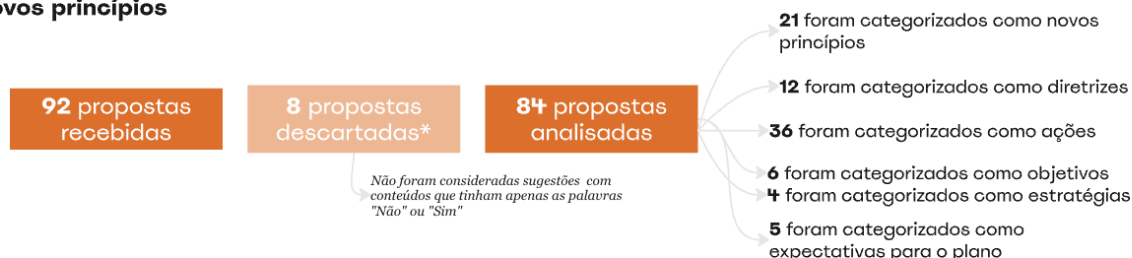 ovos princípios
92 propostas
recebidas
8 propostas
descartadas*
84 propostas
analisadas
Não foram consideradas sugestões com
conteúdos que tinham apenas as palavras
"Não" ou "Sim"
21 foram categorizados como novos
princípios
12 foram categorizados como diretrizes
36 foram categorizados como ações
6 foram categorizados como objetivos
4 foram categorizados como estratégias
5 foram categorizados como
expectativas para o plano